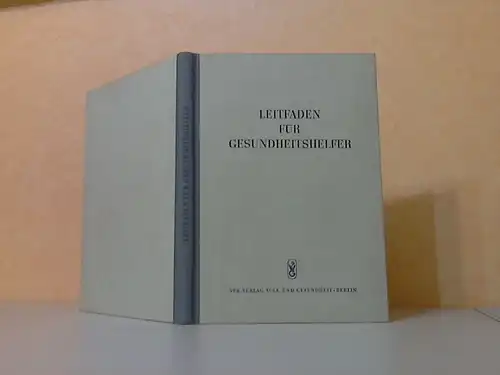 LEITFADEN
FÜR
GESUNDHEITSHELFER
VEB VERLAG VOLK UND GESUNDHEIT · BERLIN